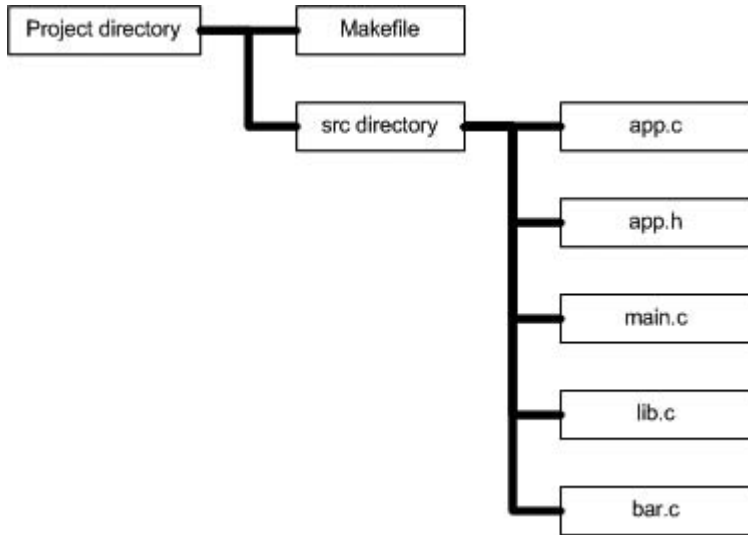 Project directory
Makefile
src directory
app.c
app.h
main.c
lib.c
bar.c